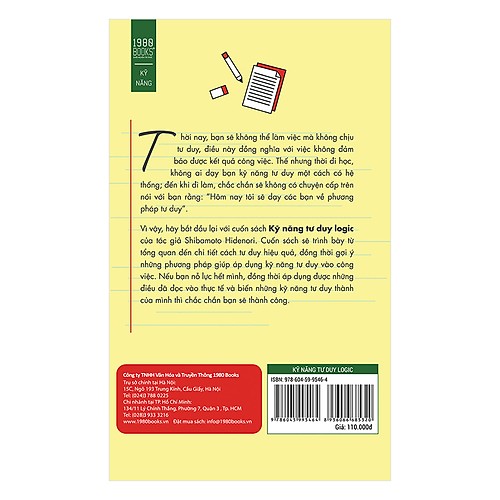 1980
BOOKS
KỸ
NĂNG
Thời nay, bạn sẽ không thể làm việc mà không chịu
tư duy, điều này đồng nghĩa với việc không đảm
bảo được kết quả công việc. Thế nhưng thời đi học,
không ai dạy bạn kỹ năng tư duy một cách có hệ
thống; đến khi đi làm, chắc chắn sẽ không có chuyện cấp trên
nói với bạn rằng: "Hôm nay tôi sẽ dạy các bạn về phương
pháp tư duy".
Vì vậy, hãy bắt đầu lại với cuốn sách Kỹ năng tư duy logic
của tác giả Shibamoto Hidenori. Cuốn sách sẽ trình bày từ
tổng quan đến chi tiết cách tư duy hiệu quả, đồng thời gợi ý
những phương pháp giúp áp dụng kỹ năng tư duy vào công
việc. Nếu bạn nỗ lực hết mình, đồng thời áp dụng được những
điều đã đọc vào thực tế và biến những kỹ năng tư duy thành
của mình thì chắc chắn bạn sẽ thành công.
Công ty TNHH Văn Hóa và Truyền Thông 1980 Books
Trụ sở chính tại Hà Nội:
15C, Ngõ 193 Trung Kính, Cầu Giấy, Hà Nội
Tel: (024) 788 0225
Chi nhánh tại TP. Hồ Chí Minh:
134/11 Lý Chính Thắng, Phường 7, Quận 3 , Tp. HCM
Tel: (028) 933 3216
www.1980books.vn Đặt mua sách: info@1980books.vn
KỸ NĂNG TƯ DUY LOGIC
ISBN: 978-604-59-9546-4
9786045995464
8936066685320
Giá: 110.000đ